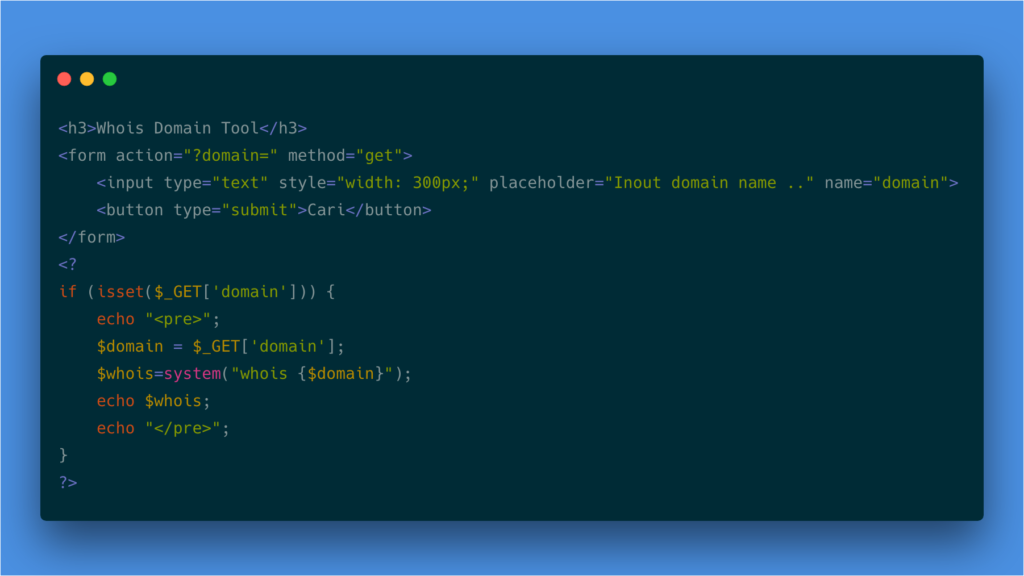 <h3>Whois Domain Tool</h3>
<form action="?domain=" method="get">
    <input type="text" style="width: 300px;" placeholder="Inout domain name .." name="domain">
    <button type="submit">Cari</button>
</form>
<?
if (isset($_GET['domain'])) {
    echo "<pre>";
    $domain = $_GET['domain'];
    $whois=system("whois {$domain}");
    echo $whois;
    echo "</pre>";
}
?>